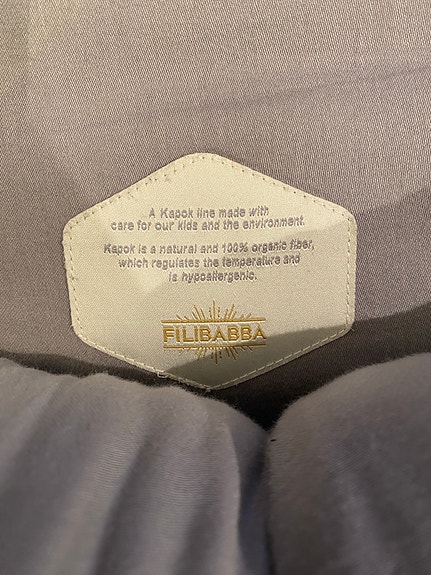 A Kapok line made with
care for our kids and the environment.
Kapok is a natural and 100% organic fiber,
which regulates the temperature and
is hypoallergenic.
FILIBABBA